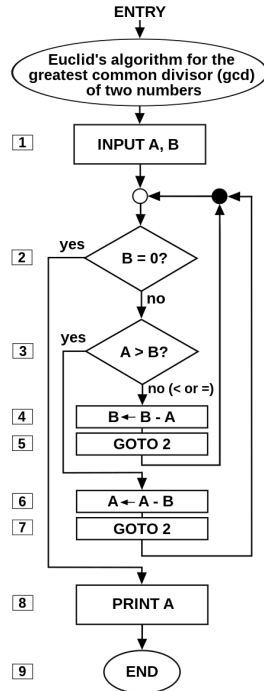 ENTRY
Euclid's algorithm for the
greatest common divisor (gcd)
of two numbers
1
INPUT A, B
2
yes
B = 0?
no
3
yes
A > B?
no (< or =)
4
B ← B - A
5
GOTO 2
6
A ← A - B
7
GOTO 2
8
PRINT A
9
END